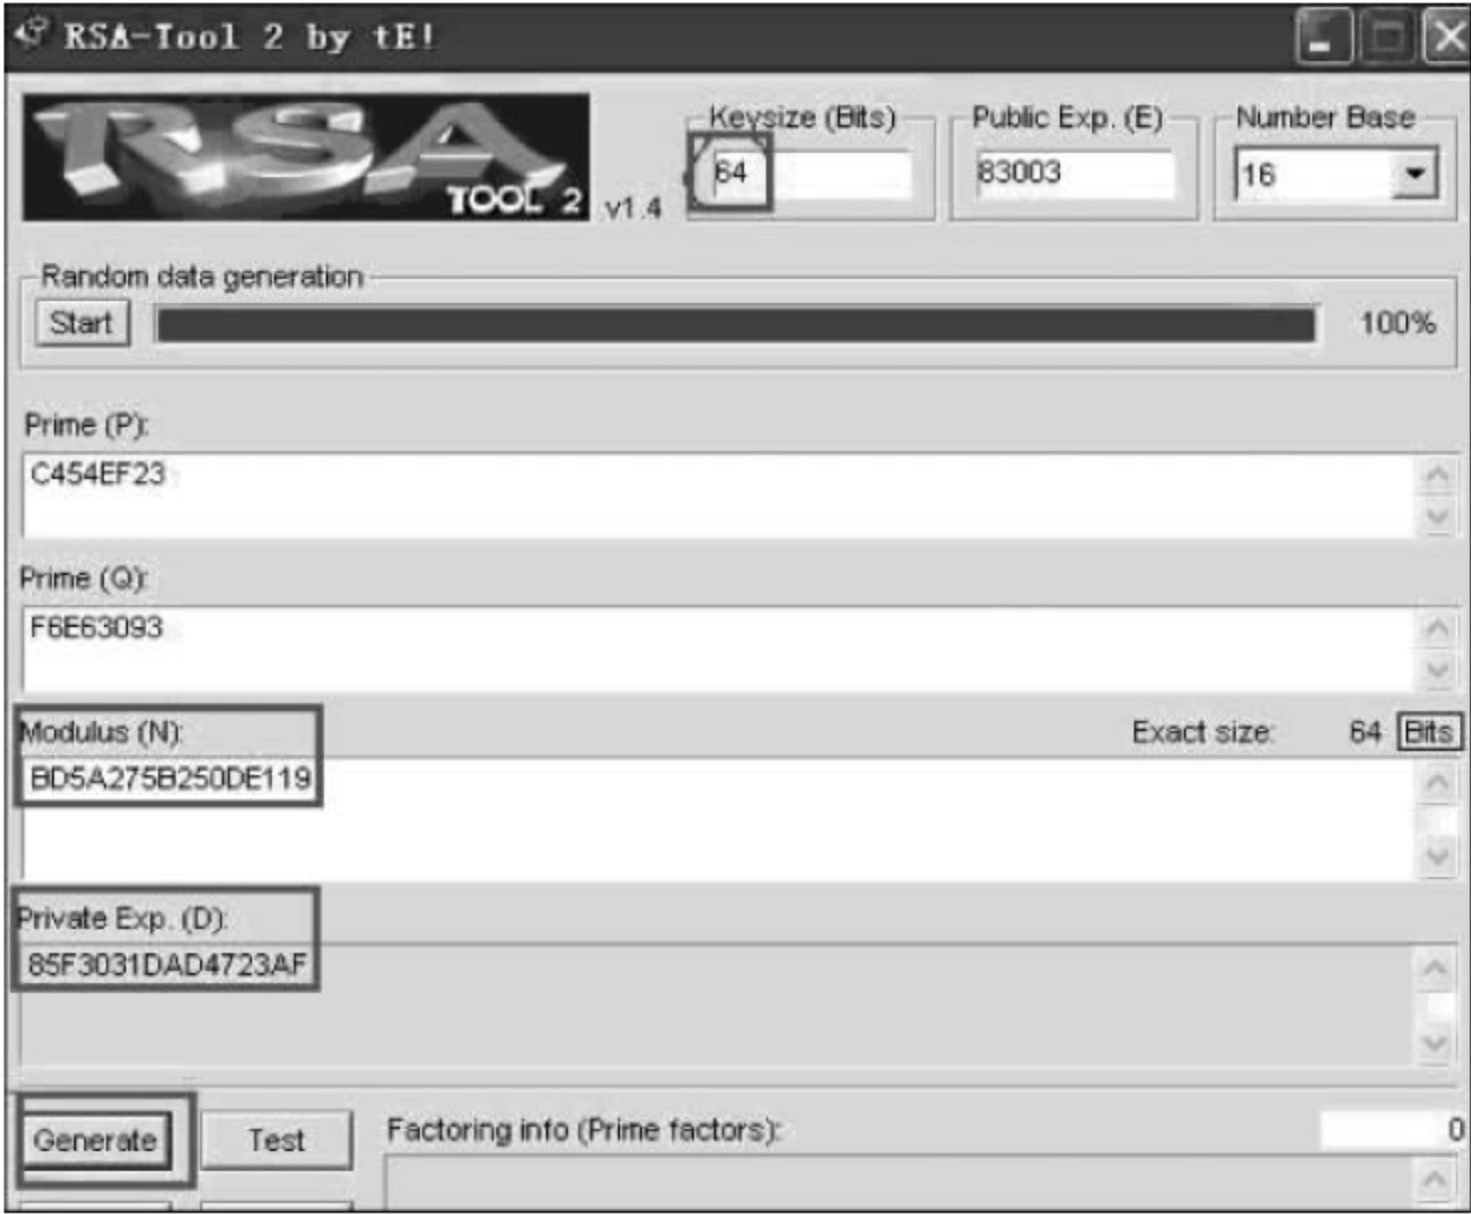 RSA-Tool 2 by tE!
RSA
TOOL 2
v1.4
Keysize (Bits)
64
Public Exp. (E)
83003
Number Base
16
Random data generation
Start
100%
Prime (P):
C454EF23
Prime (Q):
F6E63093
Modulus (N):
Exact size: 64 Bits
BD5A275B250DE119
Private Exp. (D):
85F3031DAD4723AF
Generate
Test
Factoring info (Prime factors):
0